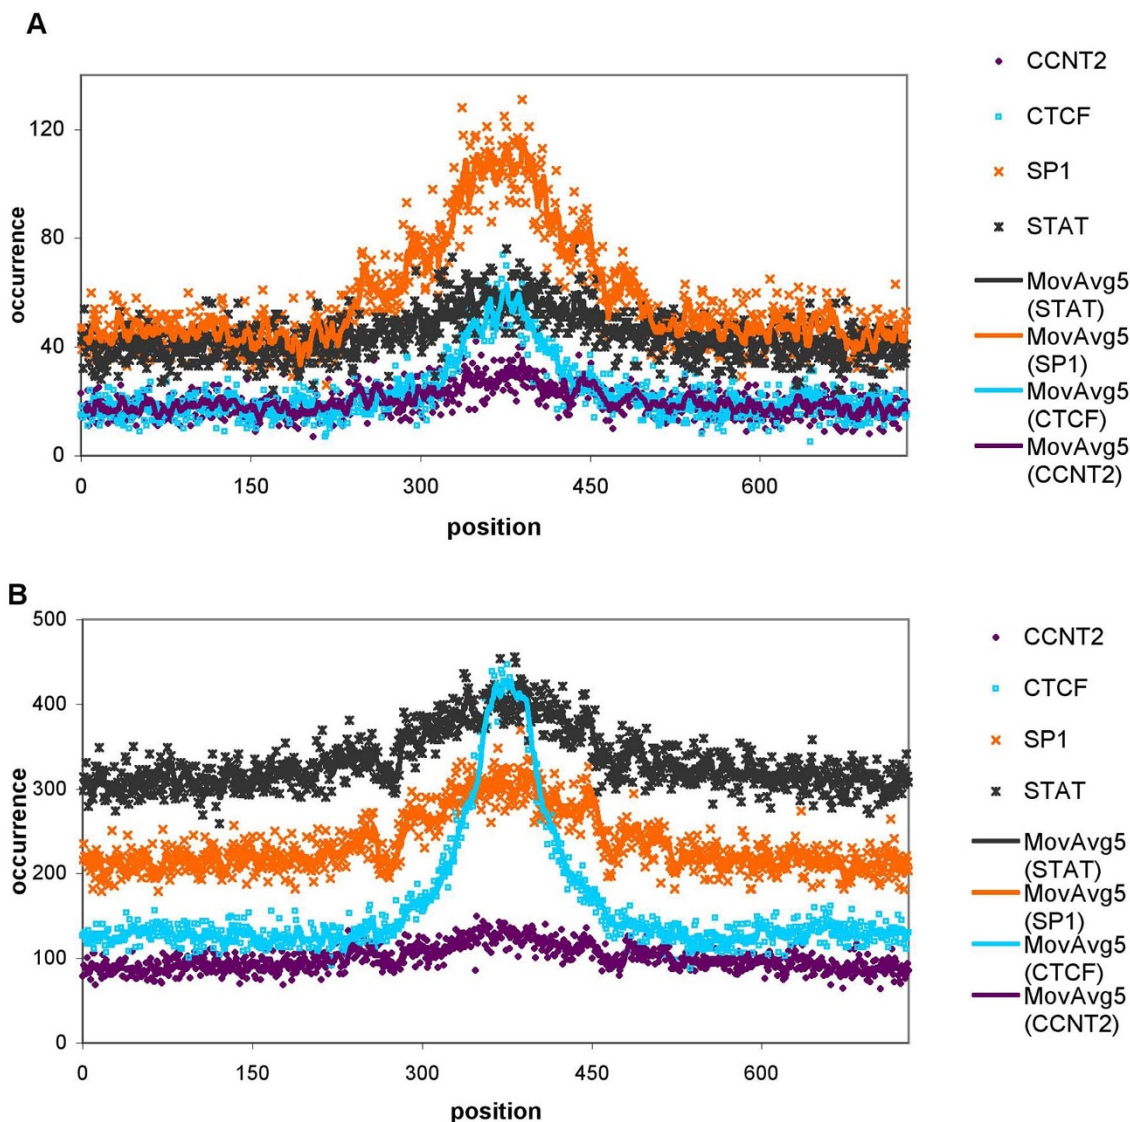 A
120
80
40
0
occurrence
0 150 300 450 600
position
CCNT2
CTCF
SP1
STAT
MovAvg5
(STAT)
MovAvg5
(SP1)
MovAvg5
(CTCF)
MovAvg5
(CCNT2)
B
500
400
300
200
100
0
occurrence
0 150 300 450 600
position
CCNT2
CTCF
SP1
STAT
MovAvg5
(STAT)
MovAvg5
(SP1)
MovAvg5
(CTCF)
MovAvg5
(CCNT2)